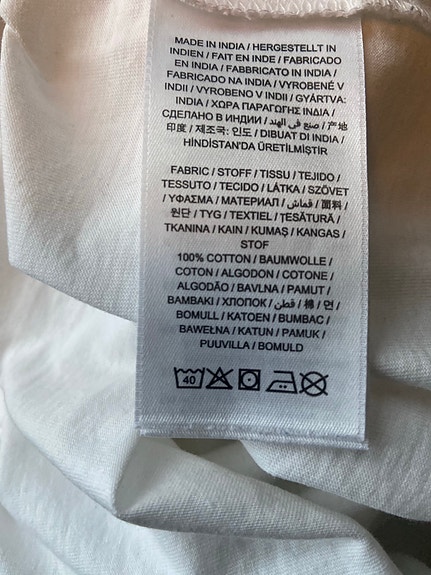 MADE IN INDIA / HERGESTELLT IN
INDIEN / FAIT EN INDE / FABRICADO
EN INDIA / FABBRICATO IN INDIA /
FABRICADO NA INDIA / VYROBENÉ V
INDII / VYROBENO V INDII / GYÁRTVA:
INDIA / ΧΩΡΑ ΠΑΡΑΓΩΓΗΣ ΙΝΔΙΑ /
СДЕЛАНО В ИНДИИ / صنع في الهند / 产地
印度 / 제조국: 인도 / DIBUAT DI INDIA /
HİNDİSTAN'DA ÜRETİLMİŞTİR
FABRIC / STOFF / TISSU / TEJIDO /
TESSUTO / TECIDO / LÁTKA / SZÖVET
/ ΥΦΑΣΜΑ / МАТЕРИАЛ / قماش / 面料 /
원단 / TYG / TEXTIEL / ȚESĂTURĂ /
TKANINA / KAIN / KUMAŞ / KANGAS /
STOF
100% COTTON / BAUMWOLLE /
COTON / ALGODON / COTONE /
ALGODÃO / BAVLNA / PAMUT /
BAMBAKI / ХЛОПОК / قطن / 棉 / 면 /
BOMULL / KATOEN / BUMBAC /
BAWEŁNA / KATUN / PAMUK /
PUUVILLA / BOMULD
40